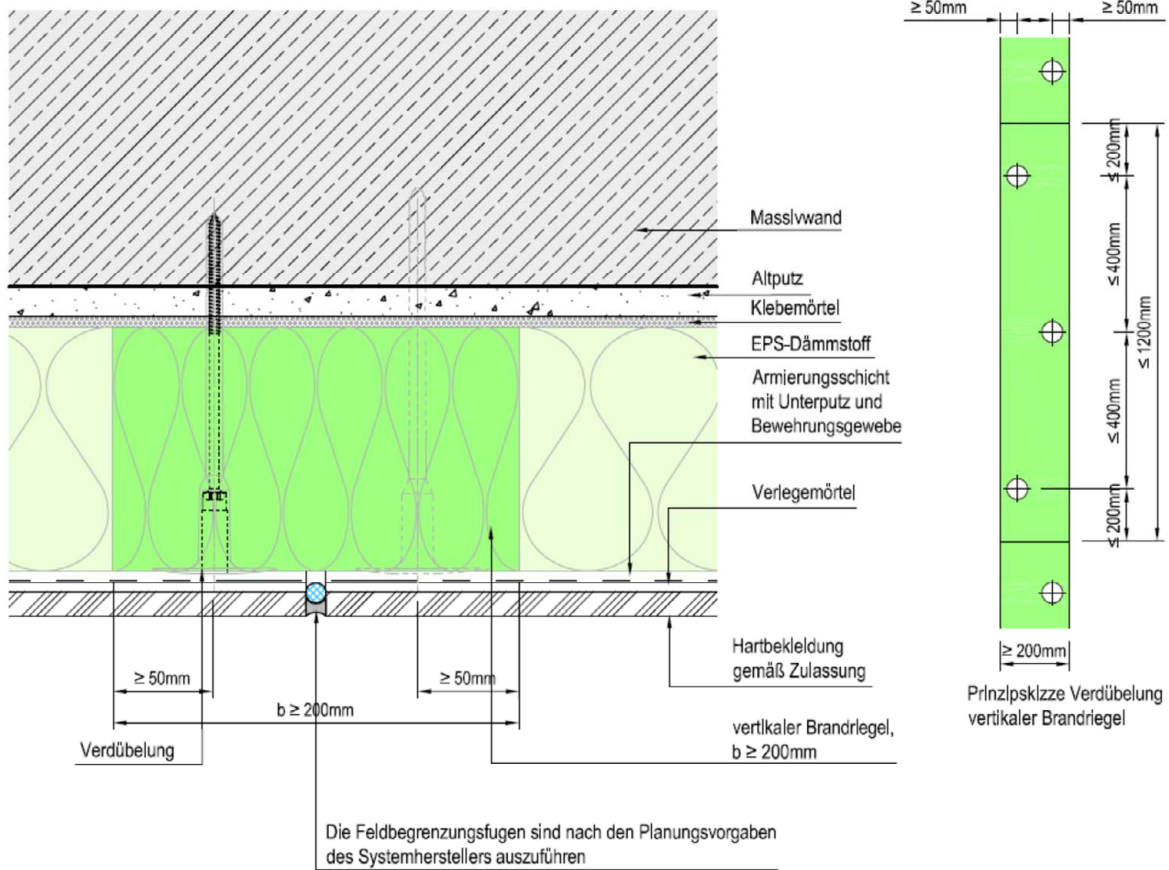 ≥ 50mm
≥ 50mm
Massivwand
Altputz
Klebemörtel
EPS-Dämmstoff
Armierungsschicht
mit Unterputz und
Bewehrungsgewebe
Verlegemörtel
Hartbekleidung
gemäß Zulassung
vertikaler Brandriegel,
b ≥ 200mm
≥ 50mm
≥ 50mm
b ≥ 200mm
Verdübelung
Die Feldbegrenzungsfugen sind nach den Planungsvorgaben
des Systemherstellers auszuführen
≤ 200mm
≤ 400mm
≤ 400mm
≤ 200mm
≤ 1200mm
≥ 200mm
Prinzipskizze Verdübelung
vertikaler Brandriegel